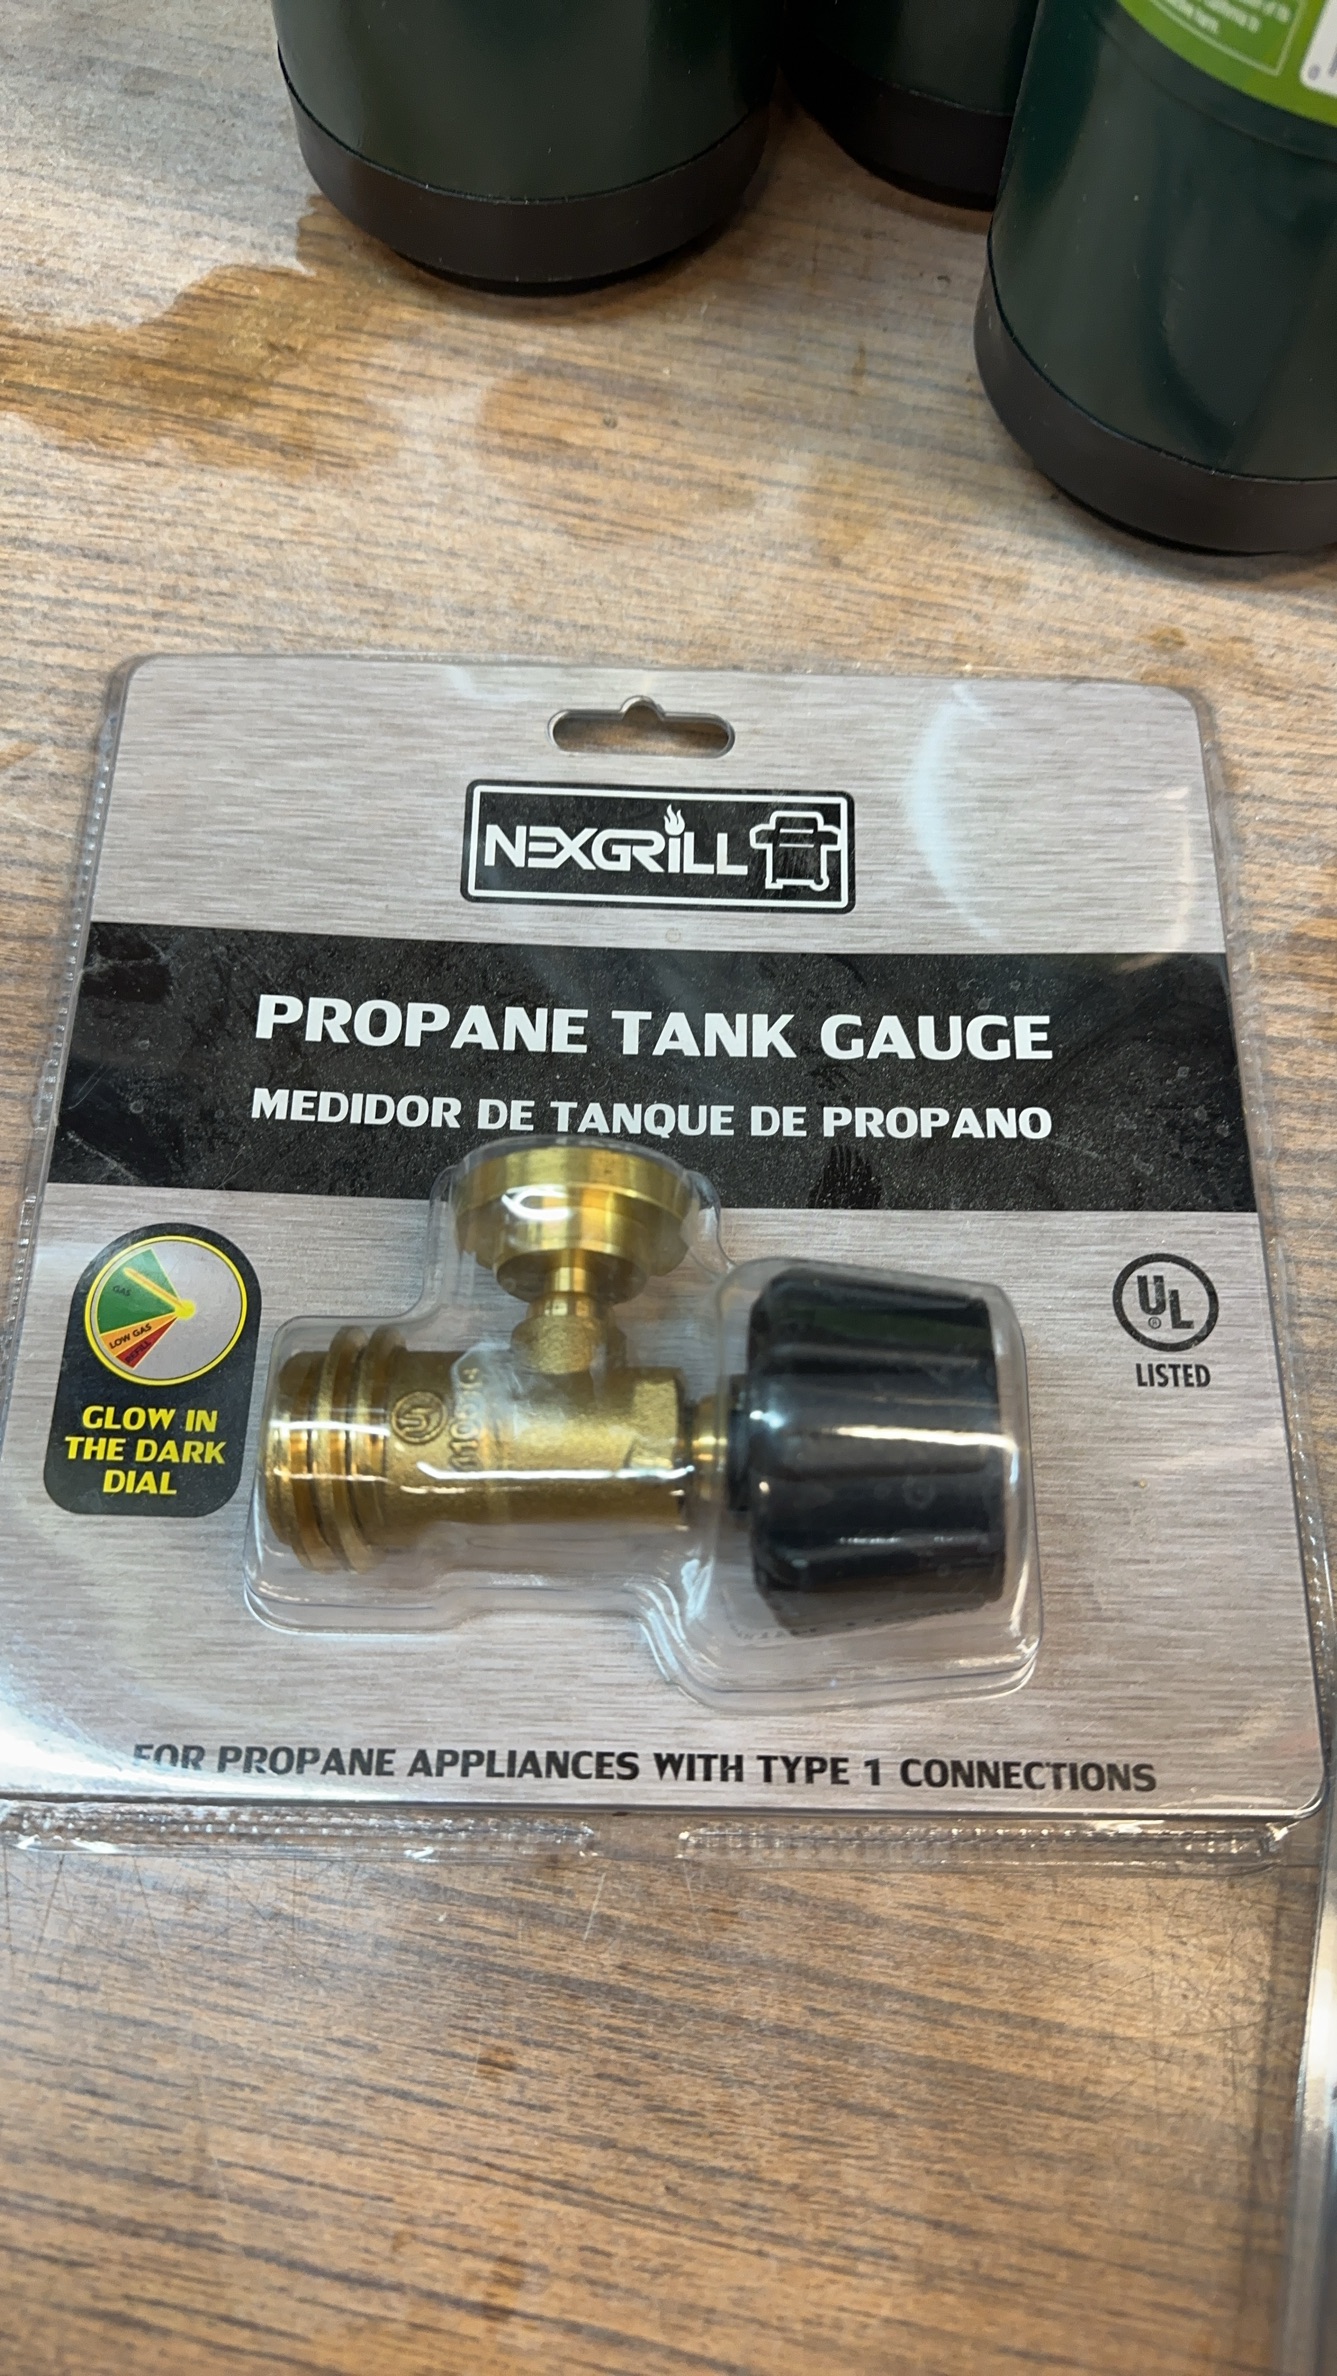 NEXGRILL
PROPANE TANK GAUGE
MEDIDOR DE TANQUE DE PROPANO
GAS
LOW GAS
REFILL
GLOW IN
THE DARK
DIAL
UL
®
LISTED
FOR PROPANE APPLIANCES WITH TYPE 1 CONNECTIONS